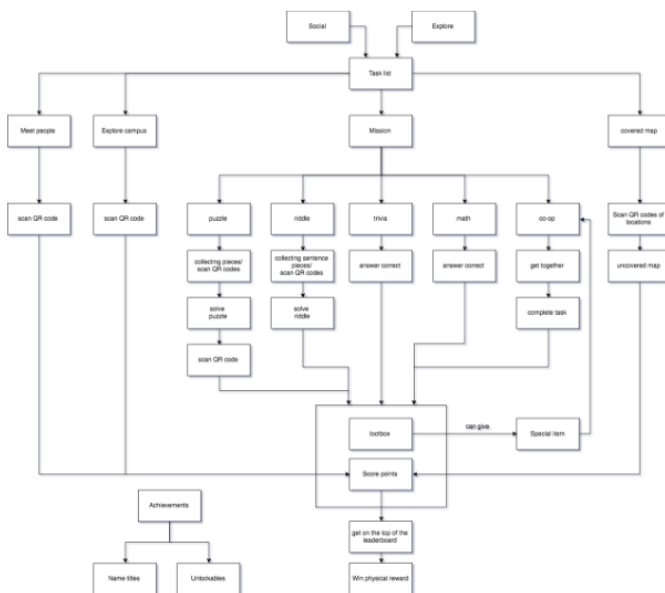 Social
Explore
Task list
Meet people
Explore campus
Mission
covered map
scan QR code
scan QR code
puzzle
riddle
trivia
math
co-op
Scan QR codes of
locations
collecting pieces/
scan QR codes
collecting sentence
pieces/
scan QR codes
answer correct
answer correct
get together
uncovered map
solve
puzzle
solve
riddle
complete task
scan QR code
lootbox
can give
Special item
Score points
Achievements
get on the top of the
leaderboard
Name titles
Unlockables
Win physical reward